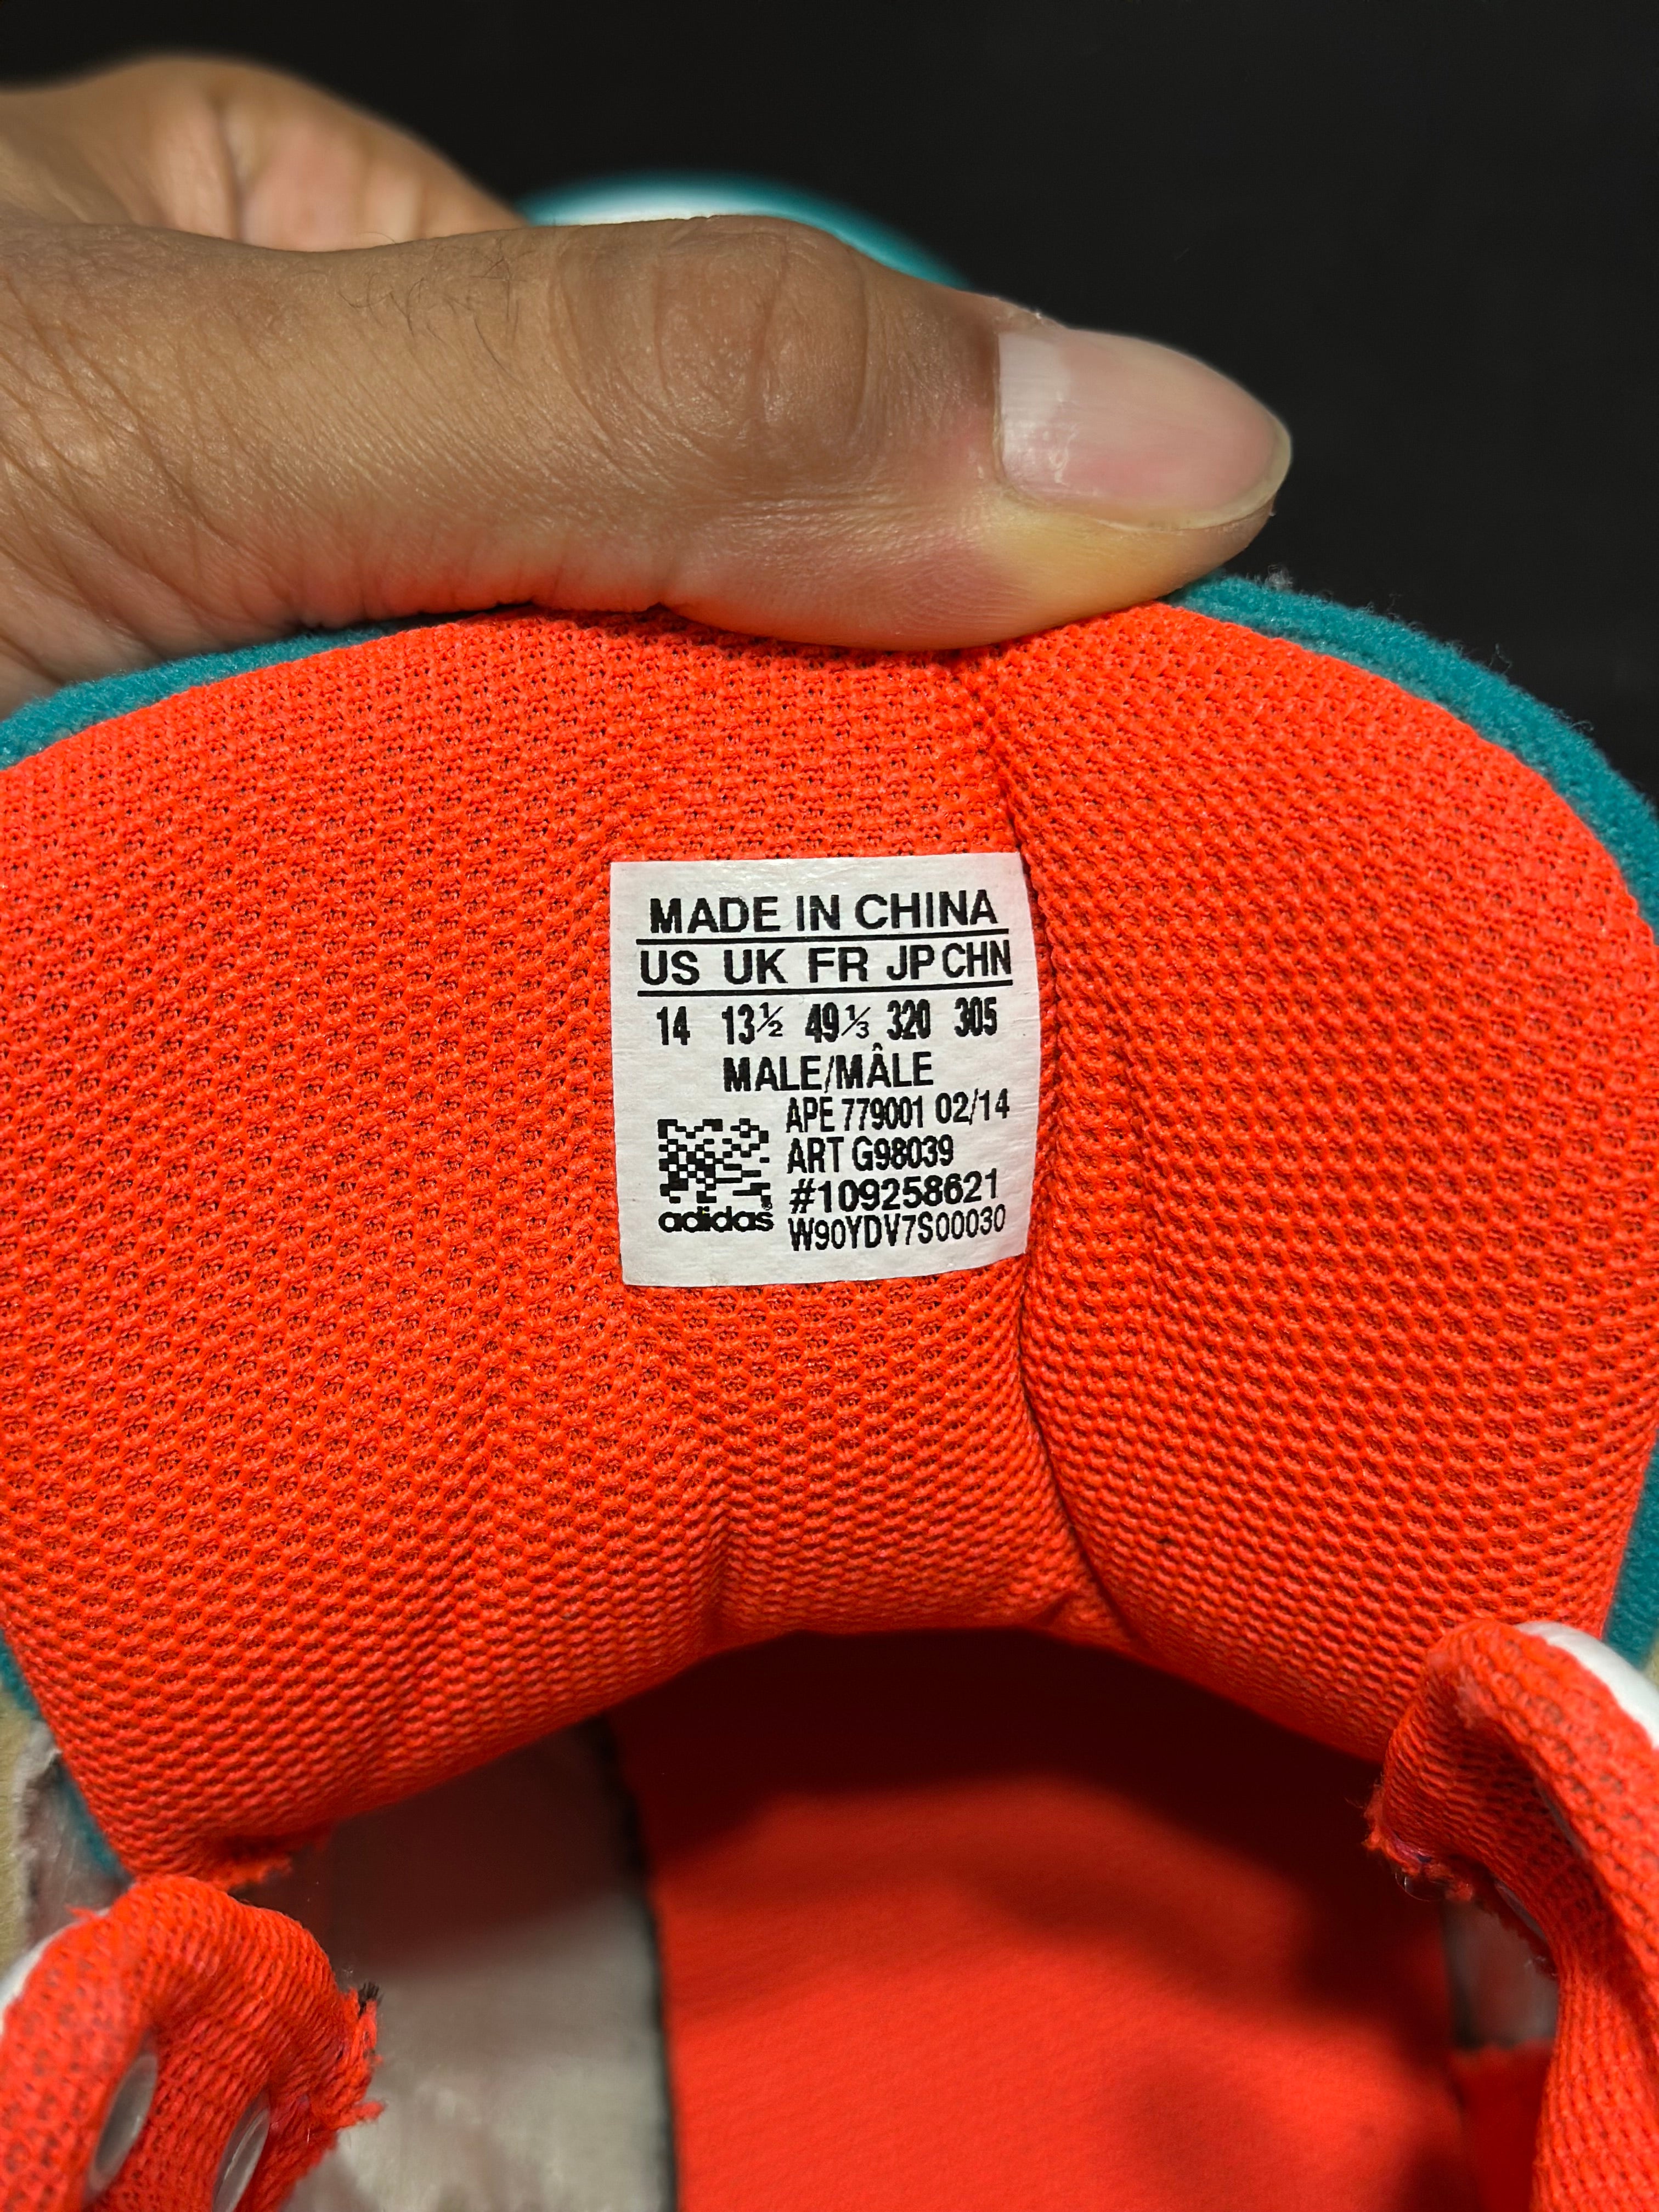 MADE IN CHINA
US UK FR JP CHN
14 13½ 49⅓ 320 305
MALE/MÂLE
APE 779001 02/14
ART G98039
#109258621
adidas® W90YDV7S00030